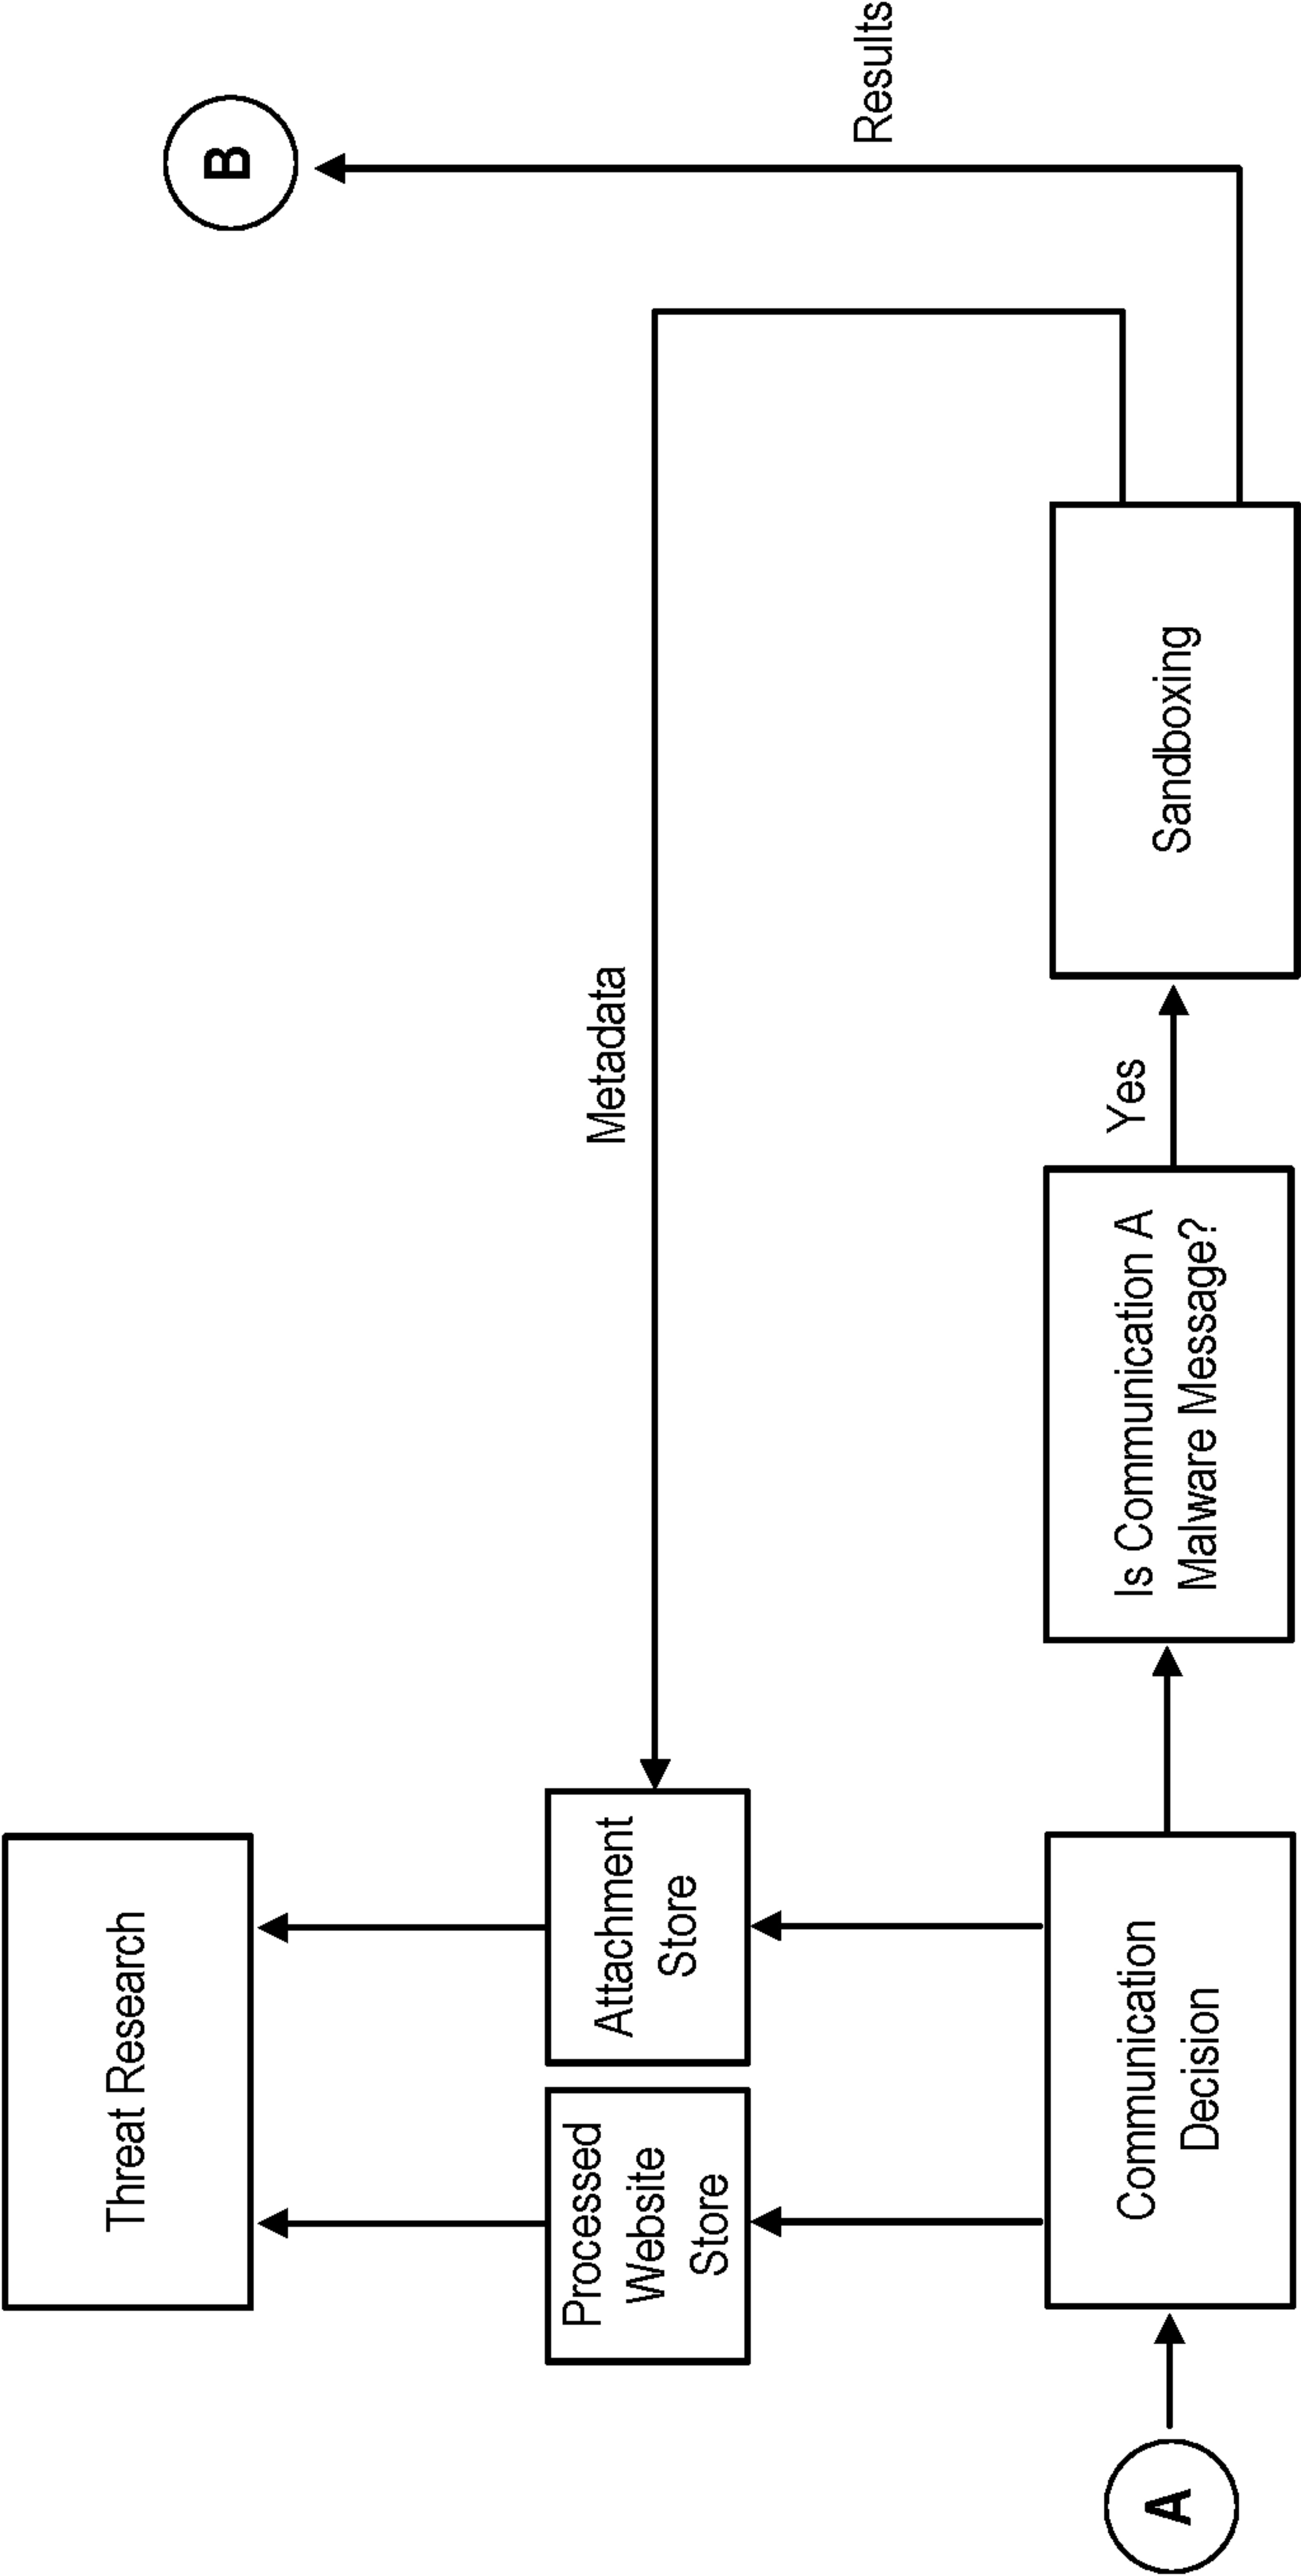 Threat Research
Processed
Website
Store
Attachment
Store
Metadata
B
Results
A
Communication
Decision
Is Communication A
Malware Message?
Yes
Sandboxing